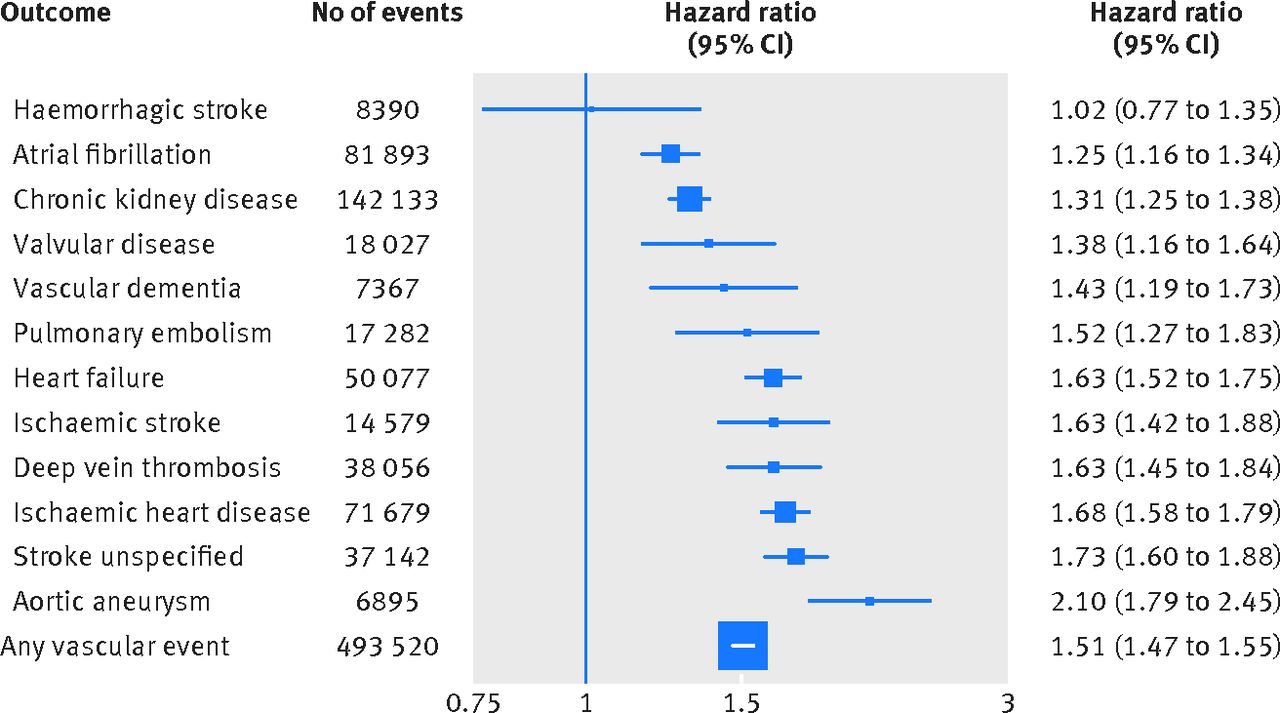 Outcome No of events Hazard ratio Hazard ratio
(95% CI) (95% CI)
Haemorrhagic stroke 8390 1.02 (0.77 to 1.35)
Atrial fibrillation 81 893 1.25 (1.16 to 1.34)
Chronic kidney disease 142 133 1.31 (1.25 to 1.38)
Valvular disease 18 027 1.38 (1.16 to 1.64)
Vascular dementia 7367 1.43 (1.19 to 1.73)
Pulmonary embolism 17 282 1.52 (1.27 to 1.83)
Heart failure 50 077 1.63 (1.52 to 1.75)
Ischaemic stroke 14 579 1.63 (1.42 to 1.88)
Deep vein thrombosis 38 056 1.63 (1.45 to 1.84)
Ischaemic heart disease 71 679 1.68 (1.58 to 1.79)
Stroke unspecified 37 142 1.73 (1.60 to 1.88)
Aortic aneurysm 6895 2.10 (1.79 to 2.45)
Any vascular event 493 520 1.51 (1.47 to 1.55)
0.75 1 1.5 3